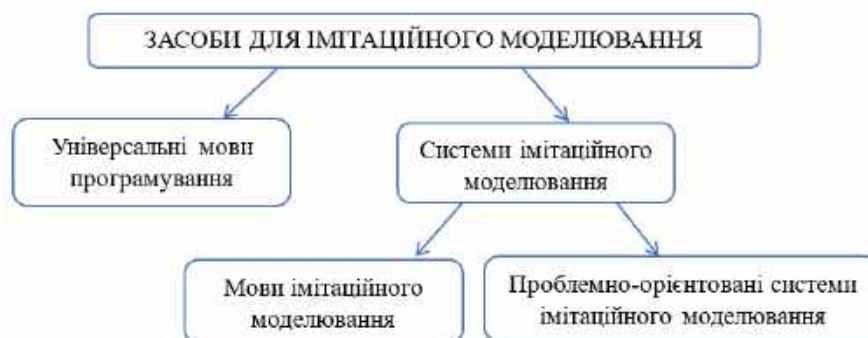 ЗАСОБИ ДЛЯ ІМІТАЦІЙНОГО МОДЕЛЮВАННЯ
Універсальні мови
програмування
Системи імітаційного
моделювання
Мови імітаційного
моделювання
Проблемно-орієнтовані системи
імітаційного моделювання